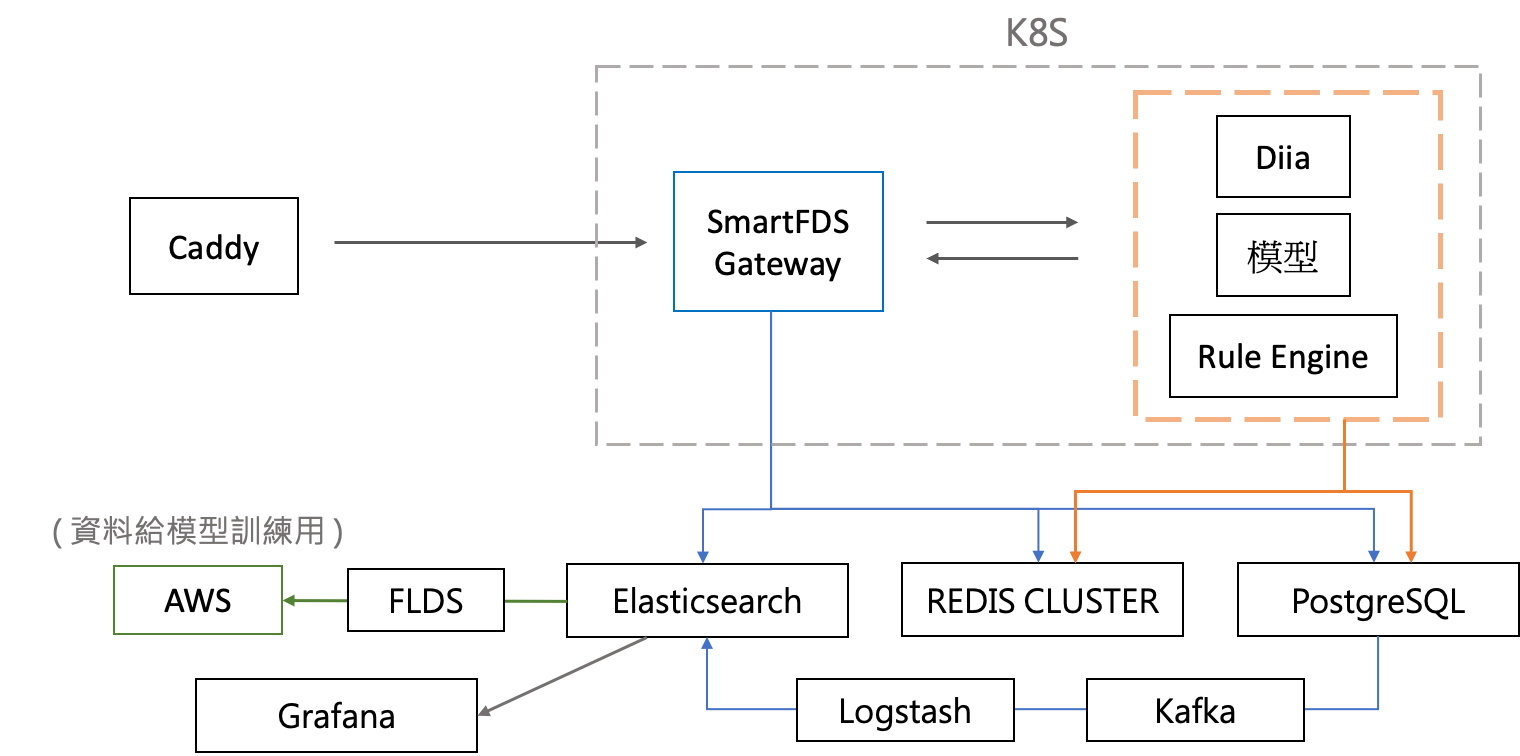 K8S
Diia
Caddy
SmartFDS
Gateway
模型
Rule Engine
( 資料給模型訓練用 )
AWS
FLDS
Elasticsearch
REDIS CLUSTER
PostgreSQL
Grafana
Logstash
Kafka